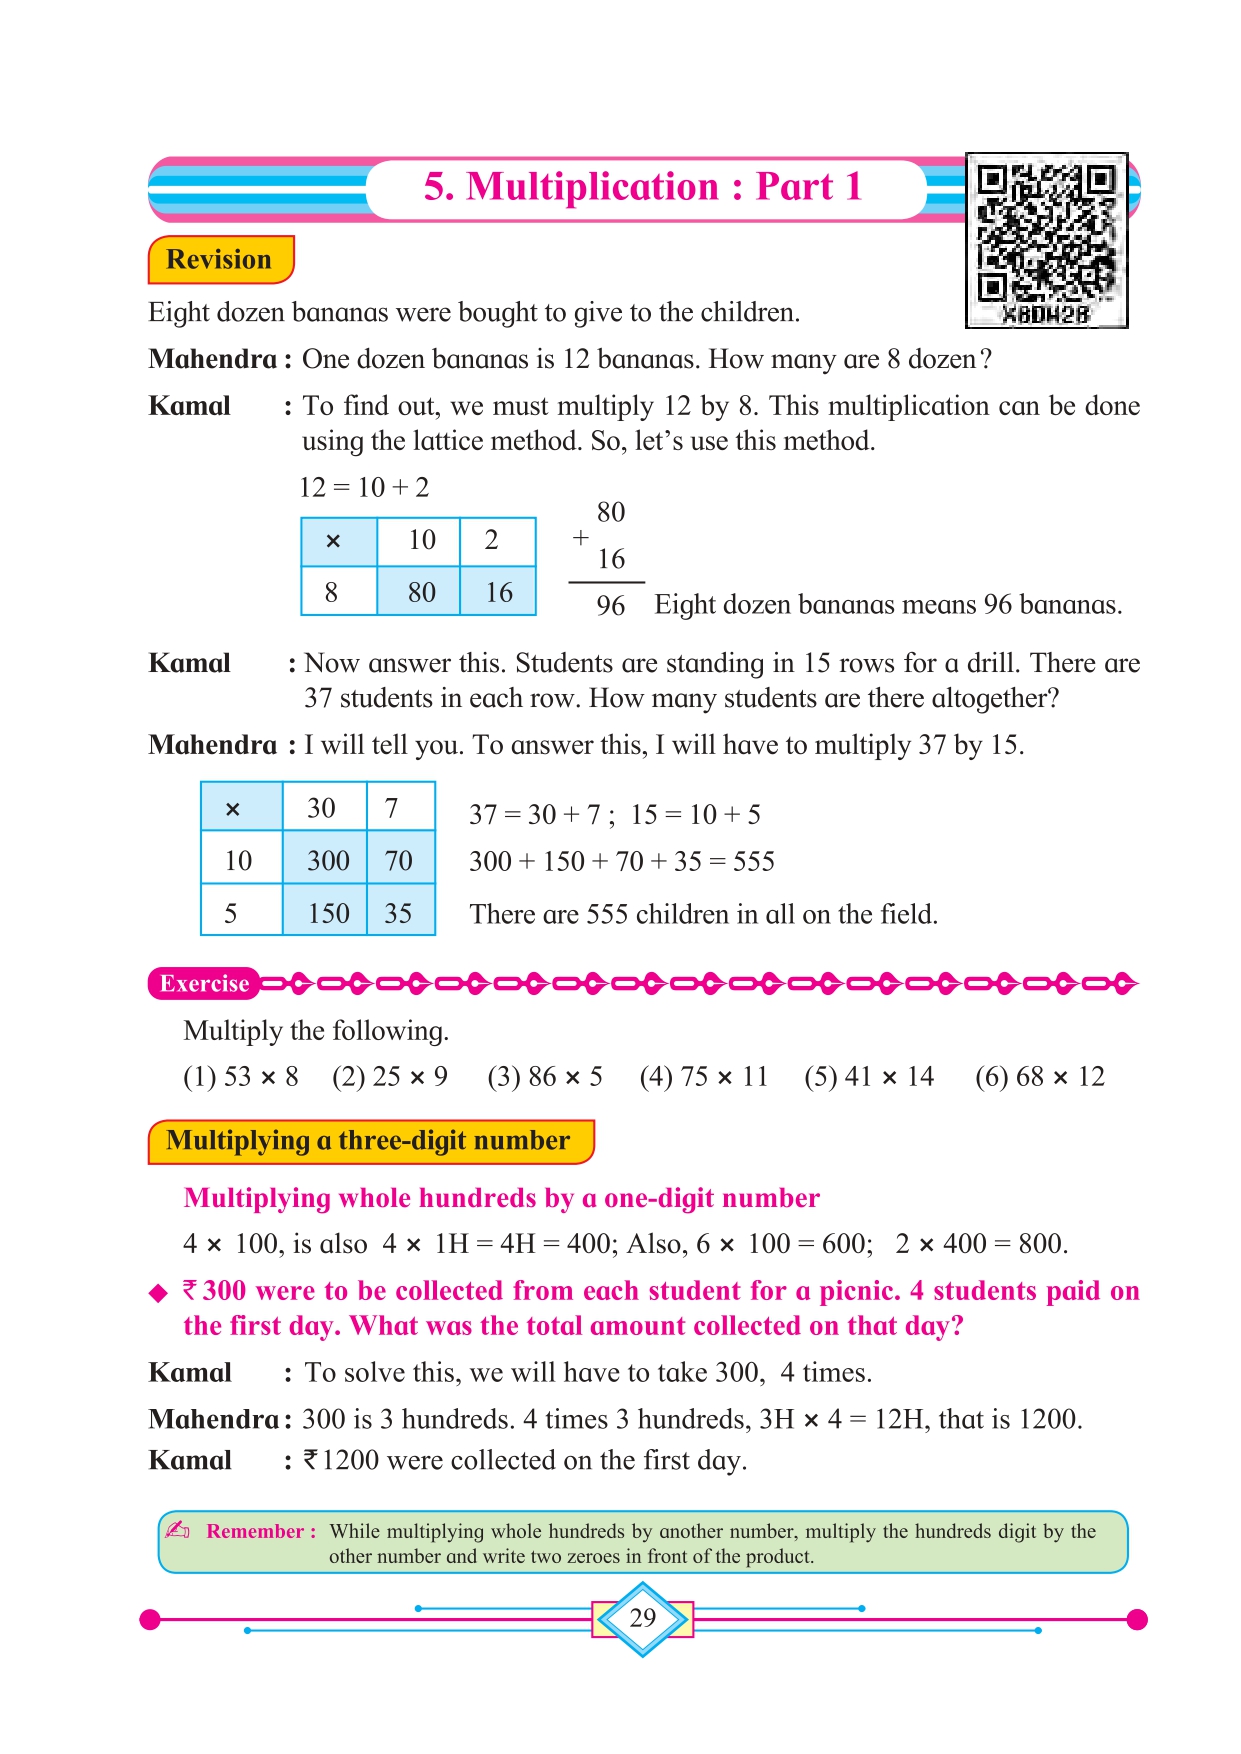 5. Multiplication : Part 1
X8DH2B
Revision
Eight dozen bananas were bought to give to the children.
Mahendra : One dozen bananas is 12 bananas. How many are 8 dozen?
Kamal : To find out, we must multiply 12 by 8. This multiplication can be done
using the lattice method. So, let's use this method.
12 = 10 + 2
× 10 2
8 80 16
80
+
16
96 Eight dozen bananas means 96 bananas.
Kamal : Now answer this. Students are standing in 15 rows for a drill. There are
37 students in each row. How many students are there altogether?
Mahendra : I will tell you. To answer this, I will have to multiply 37 by 15.
× 30 7
10 300 70
5 150 35
37 = 30 + 7 ; 15 = 10 + 5
300 + 150 + 70 + 35 = 555
There are 555 children in all on the field.
Exercise
Multiply the following.
(1) 53 × 8 (2) 25 × 9 (3) 86 × 5 (4) 75 × 11 (5) 41 × 14 (6) 68 × 12
Multiplying a three-digit number
Multiplying whole hundreds by a one-digit number
4 × 100, is also 4 × 1H = 4H = 400; Also, 6 × 100 = 600; 2 × 400 = 800.
◆ ₹ 300 were to be collected from each student for a picnic. 4 students paid on
the first day. What was the total amount collected on that day?
Kamal : To solve this, we will have to take 300, 4 times.
Mahendra : 300 is 3 hundreds. 4 times 3 hundreds, 3H × 4 = 12H, that is 1200.
Kamal : ₹ 1200 were collected on the first day.
Remember : While multiplying whole hundreds by another number, multiply the hundreds digit by the
other number and write two zeroes in front of the product.
29